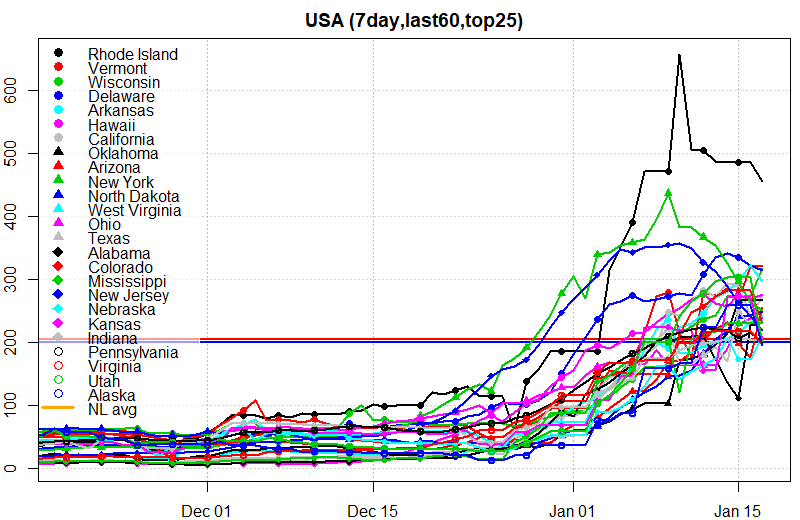 USA (7day,last60,top25)
Rhode Island
Vermont
Wisconsin
Delaware
Arkansas
Hawaii
California
Oklahoma
Arizona
New York
North Dakota
West Virginia
Ohio
Texas
Alabama
Colorado
Mississippi
New Jersey
Nebraska
Kansas
Indiana
Pennsylvania
Virginia
Utah
Alaska
NL avg
600
500
400
300
200
100
0
Dec 01
Dec 15
Jan 01
Jan 15